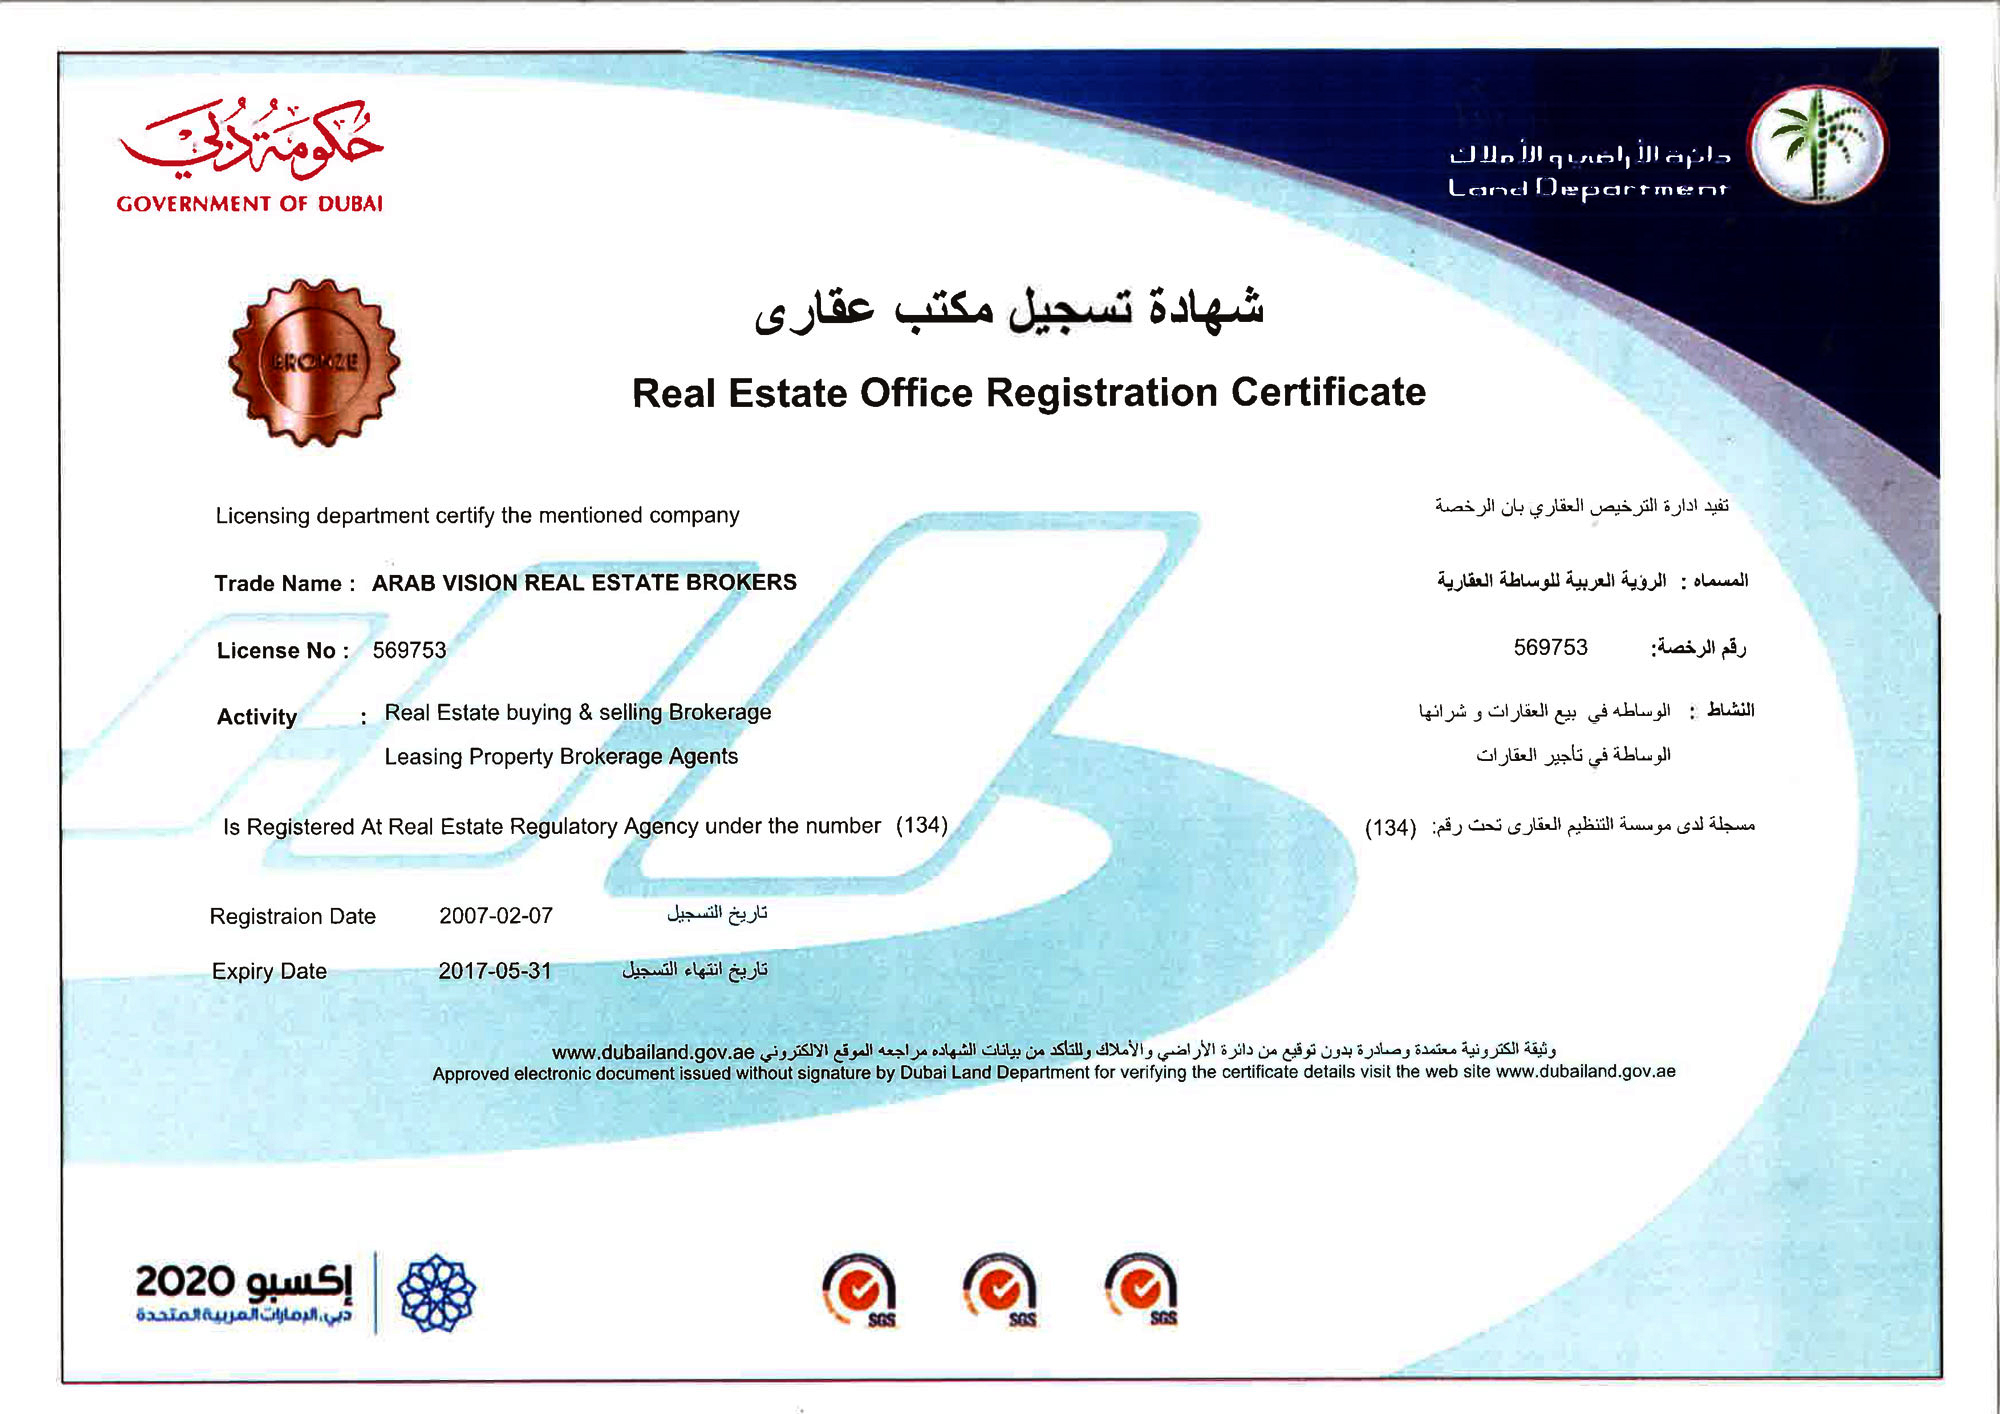 حكومة دبي
GOVERNMENT OF DUBAI
دائرة الأراضي والأملاك
Land Department
BRONZE
شهادة تسجيل مكتب عقارى
Real Estate Office Registration Certificate
Licensing department certify the mentioned company
تفيد ادارة الترخيص العقاري بان الرخصة
Trade Name : ARAB VISION REAL ESTATE BROKERS
المسماه : الرؤية العربية للوساطة العقارية
License No : 569753
رقم الرخصة: 569753
Activity : Real Estate buying & selling Brokerage
النشاط : الوساطه في بيع العقارات و شرائها
Leasing Property Brokerage Agents
الوساطة في تأجير العقارات
Is Registered At Real Estate Regulatory Agency under the number (134)
مسجلة لدى موسسة التنظيم العقارى تحت رقم: (134)
Registraion Date 2007-02-07 تاريخ التسجيل
Expiry Date 2017-05-31 تاريخ انتهاء التسجيل
وثيقة الكترونية معتمدة وصادرة بدون توقيع من دائرة الأراضي والأملاك وللتأكد من بيانات الشهاده مراجعه الموقع الالكتروني www.dubailand.gov.ae
Approved electronic document issued without signature by Dubai Land Department for verifying the certificate details visit the web site www.dubailand.gov.ae
إكسبو 2020
دبي، الإمارات العربية المتحدة
SGS
SGS
SGS